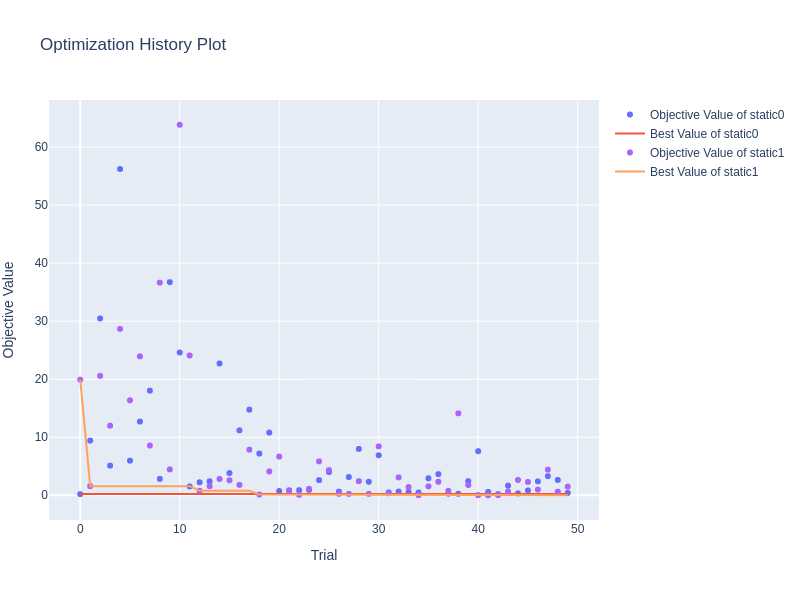 Optimization History Plot
Objective Value of static0
Best Value of static0
Objective Value of static1
Best Value of static1
Objective Value
60
50
40
30
20
10
0
0 10 20 30 40 50
Trial